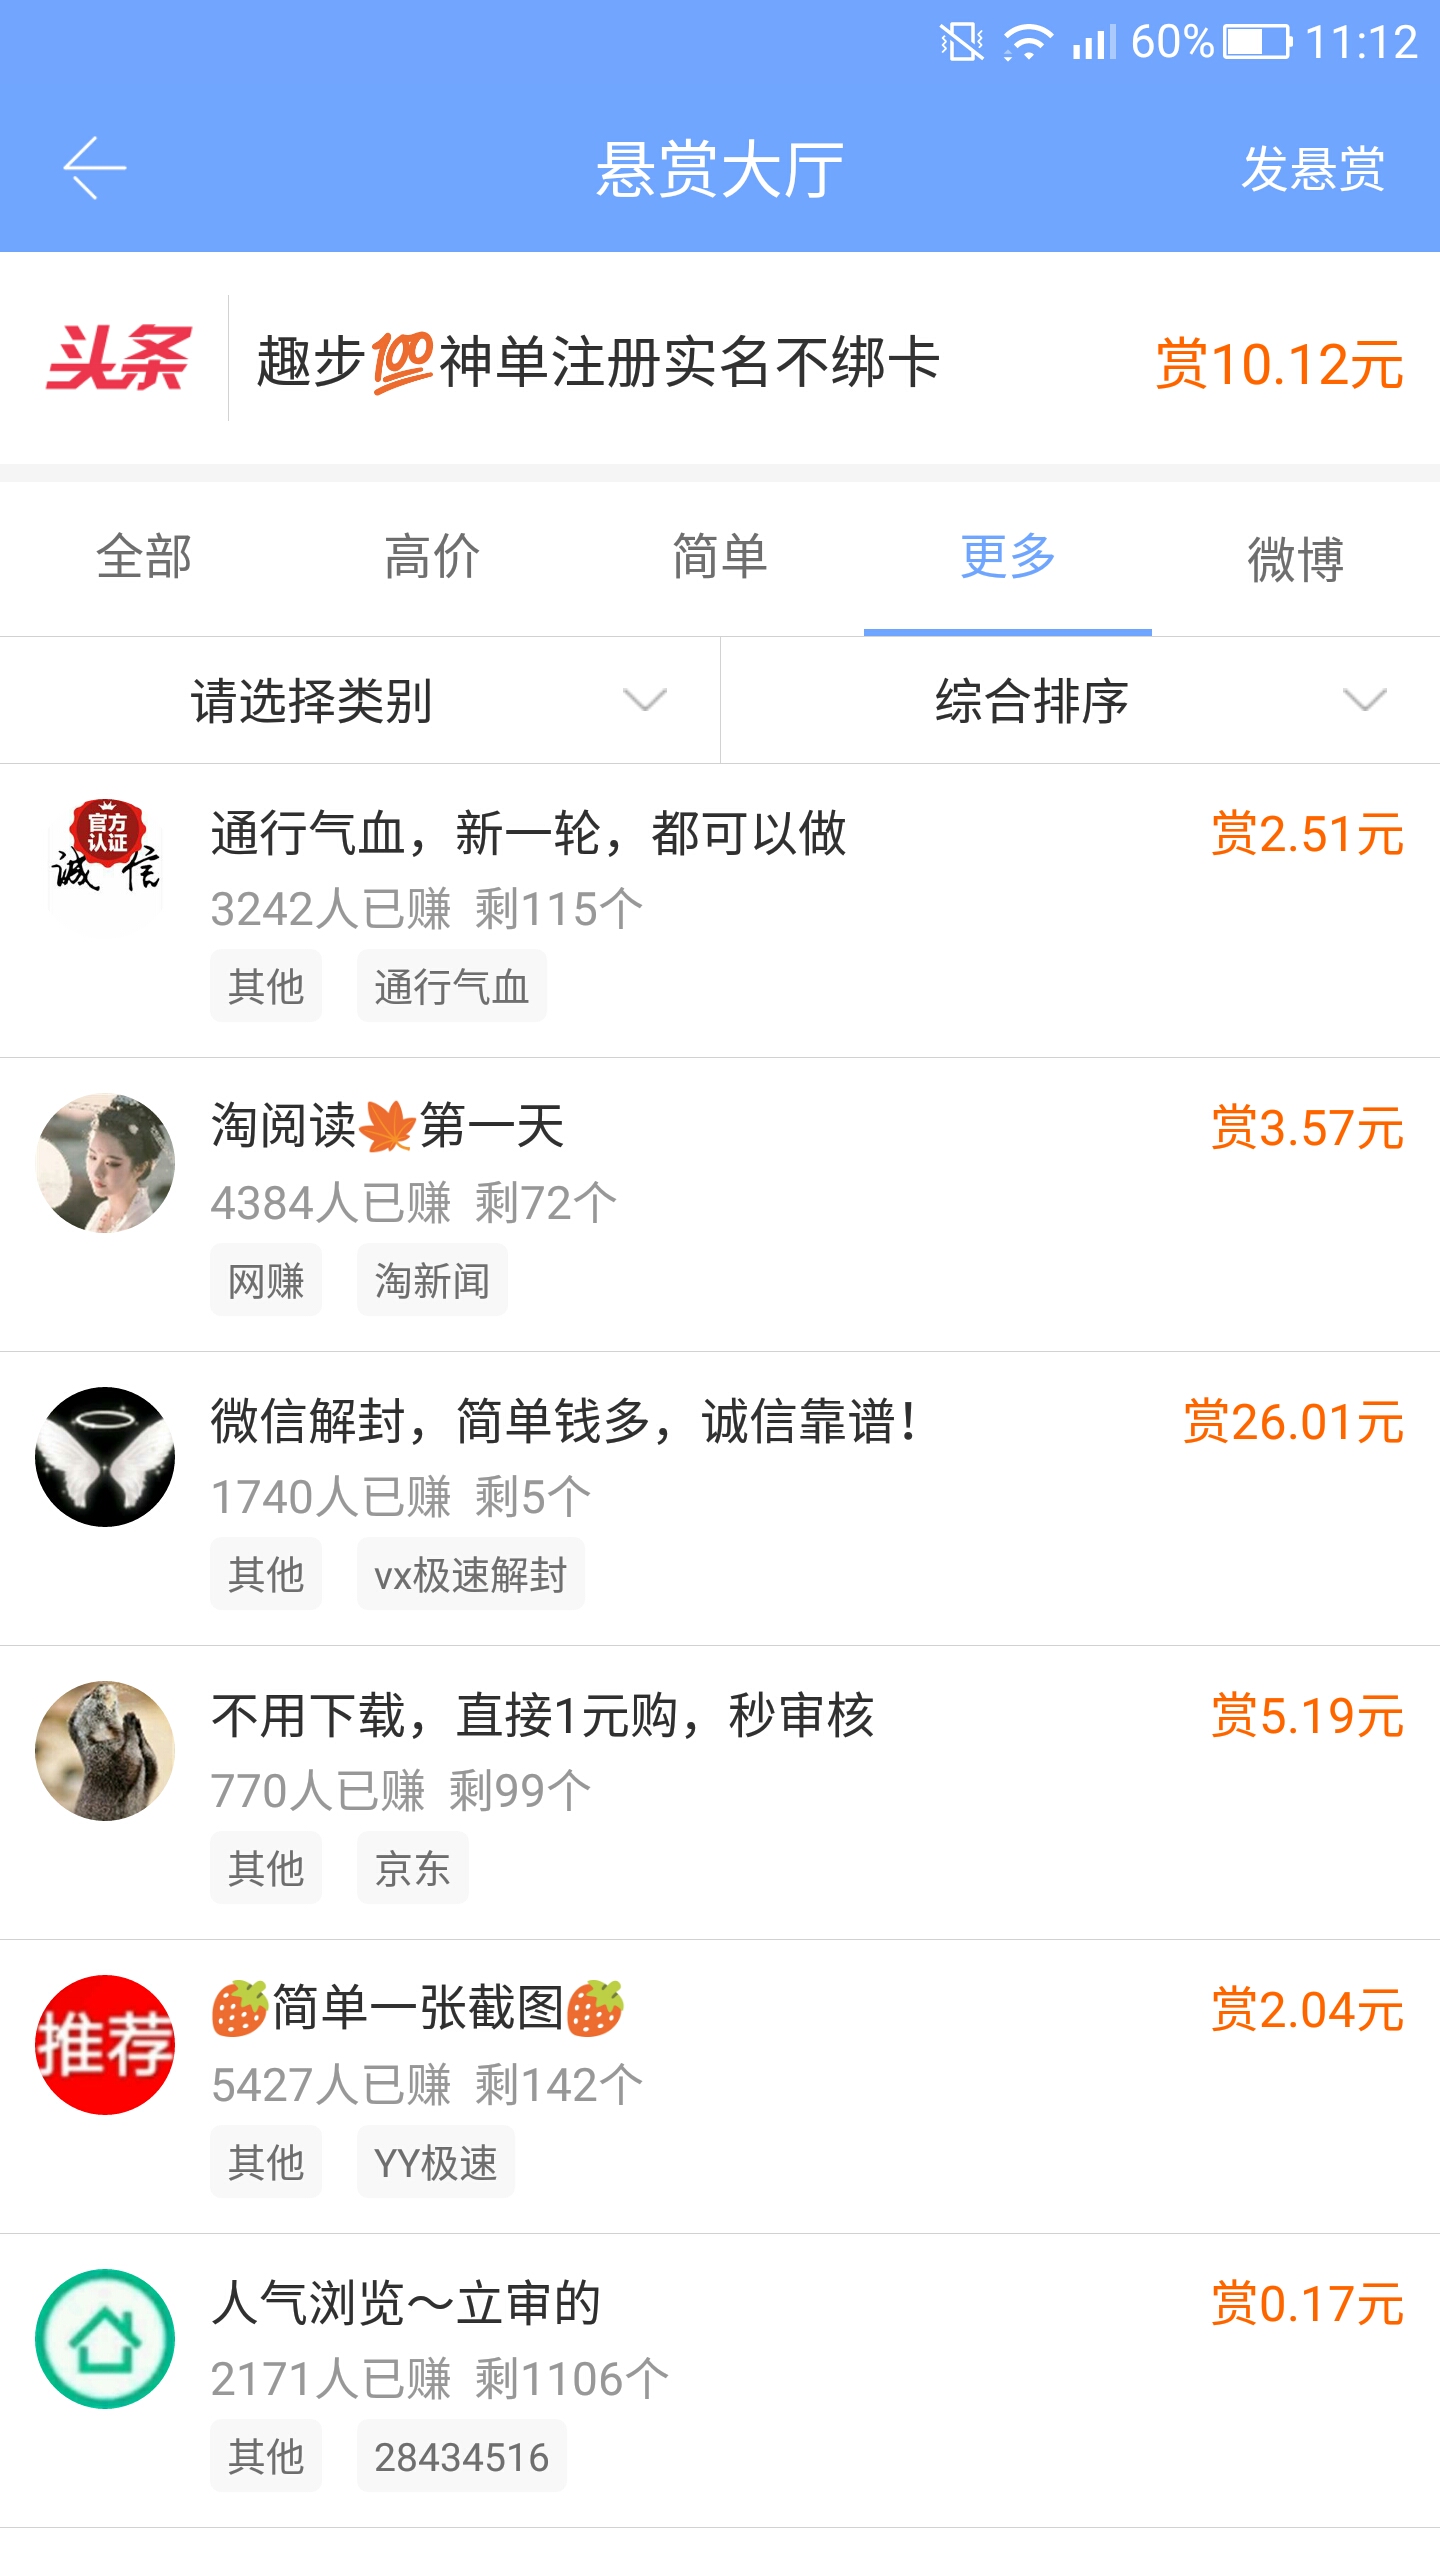 60% 11:12
悬赏大厅 发悬赏
头条 趣步💯神单注册实名不绑卡 赏10.12元
全部 高价 简单 更多 微博
请选择类别 综合排序
官方
认证
诚 信
通行气血，新一轮，都可以做 赏2.51元
3242人已赚 剩115个
其他 通行气血
淘阅读🍁第一天 赏3.57元
4384人已赚 剩72个
网赚 淘新闻
微信解封，简单钱多，诚信靠谱！ 赏26.01元
1740人已赚 剩5个
其他 vx极速解封
不用下载，直接1元购，秒审核 赏5.19元
770人已赚 剩99个
其他 京东
推荐
🍓简单一张截图🍓 赏2.04元
5427人已赚 剩142个
其他 YY极速
人气浏览～立审的 赏0.17元
2171人已赚 剩1106个
其他 28434516